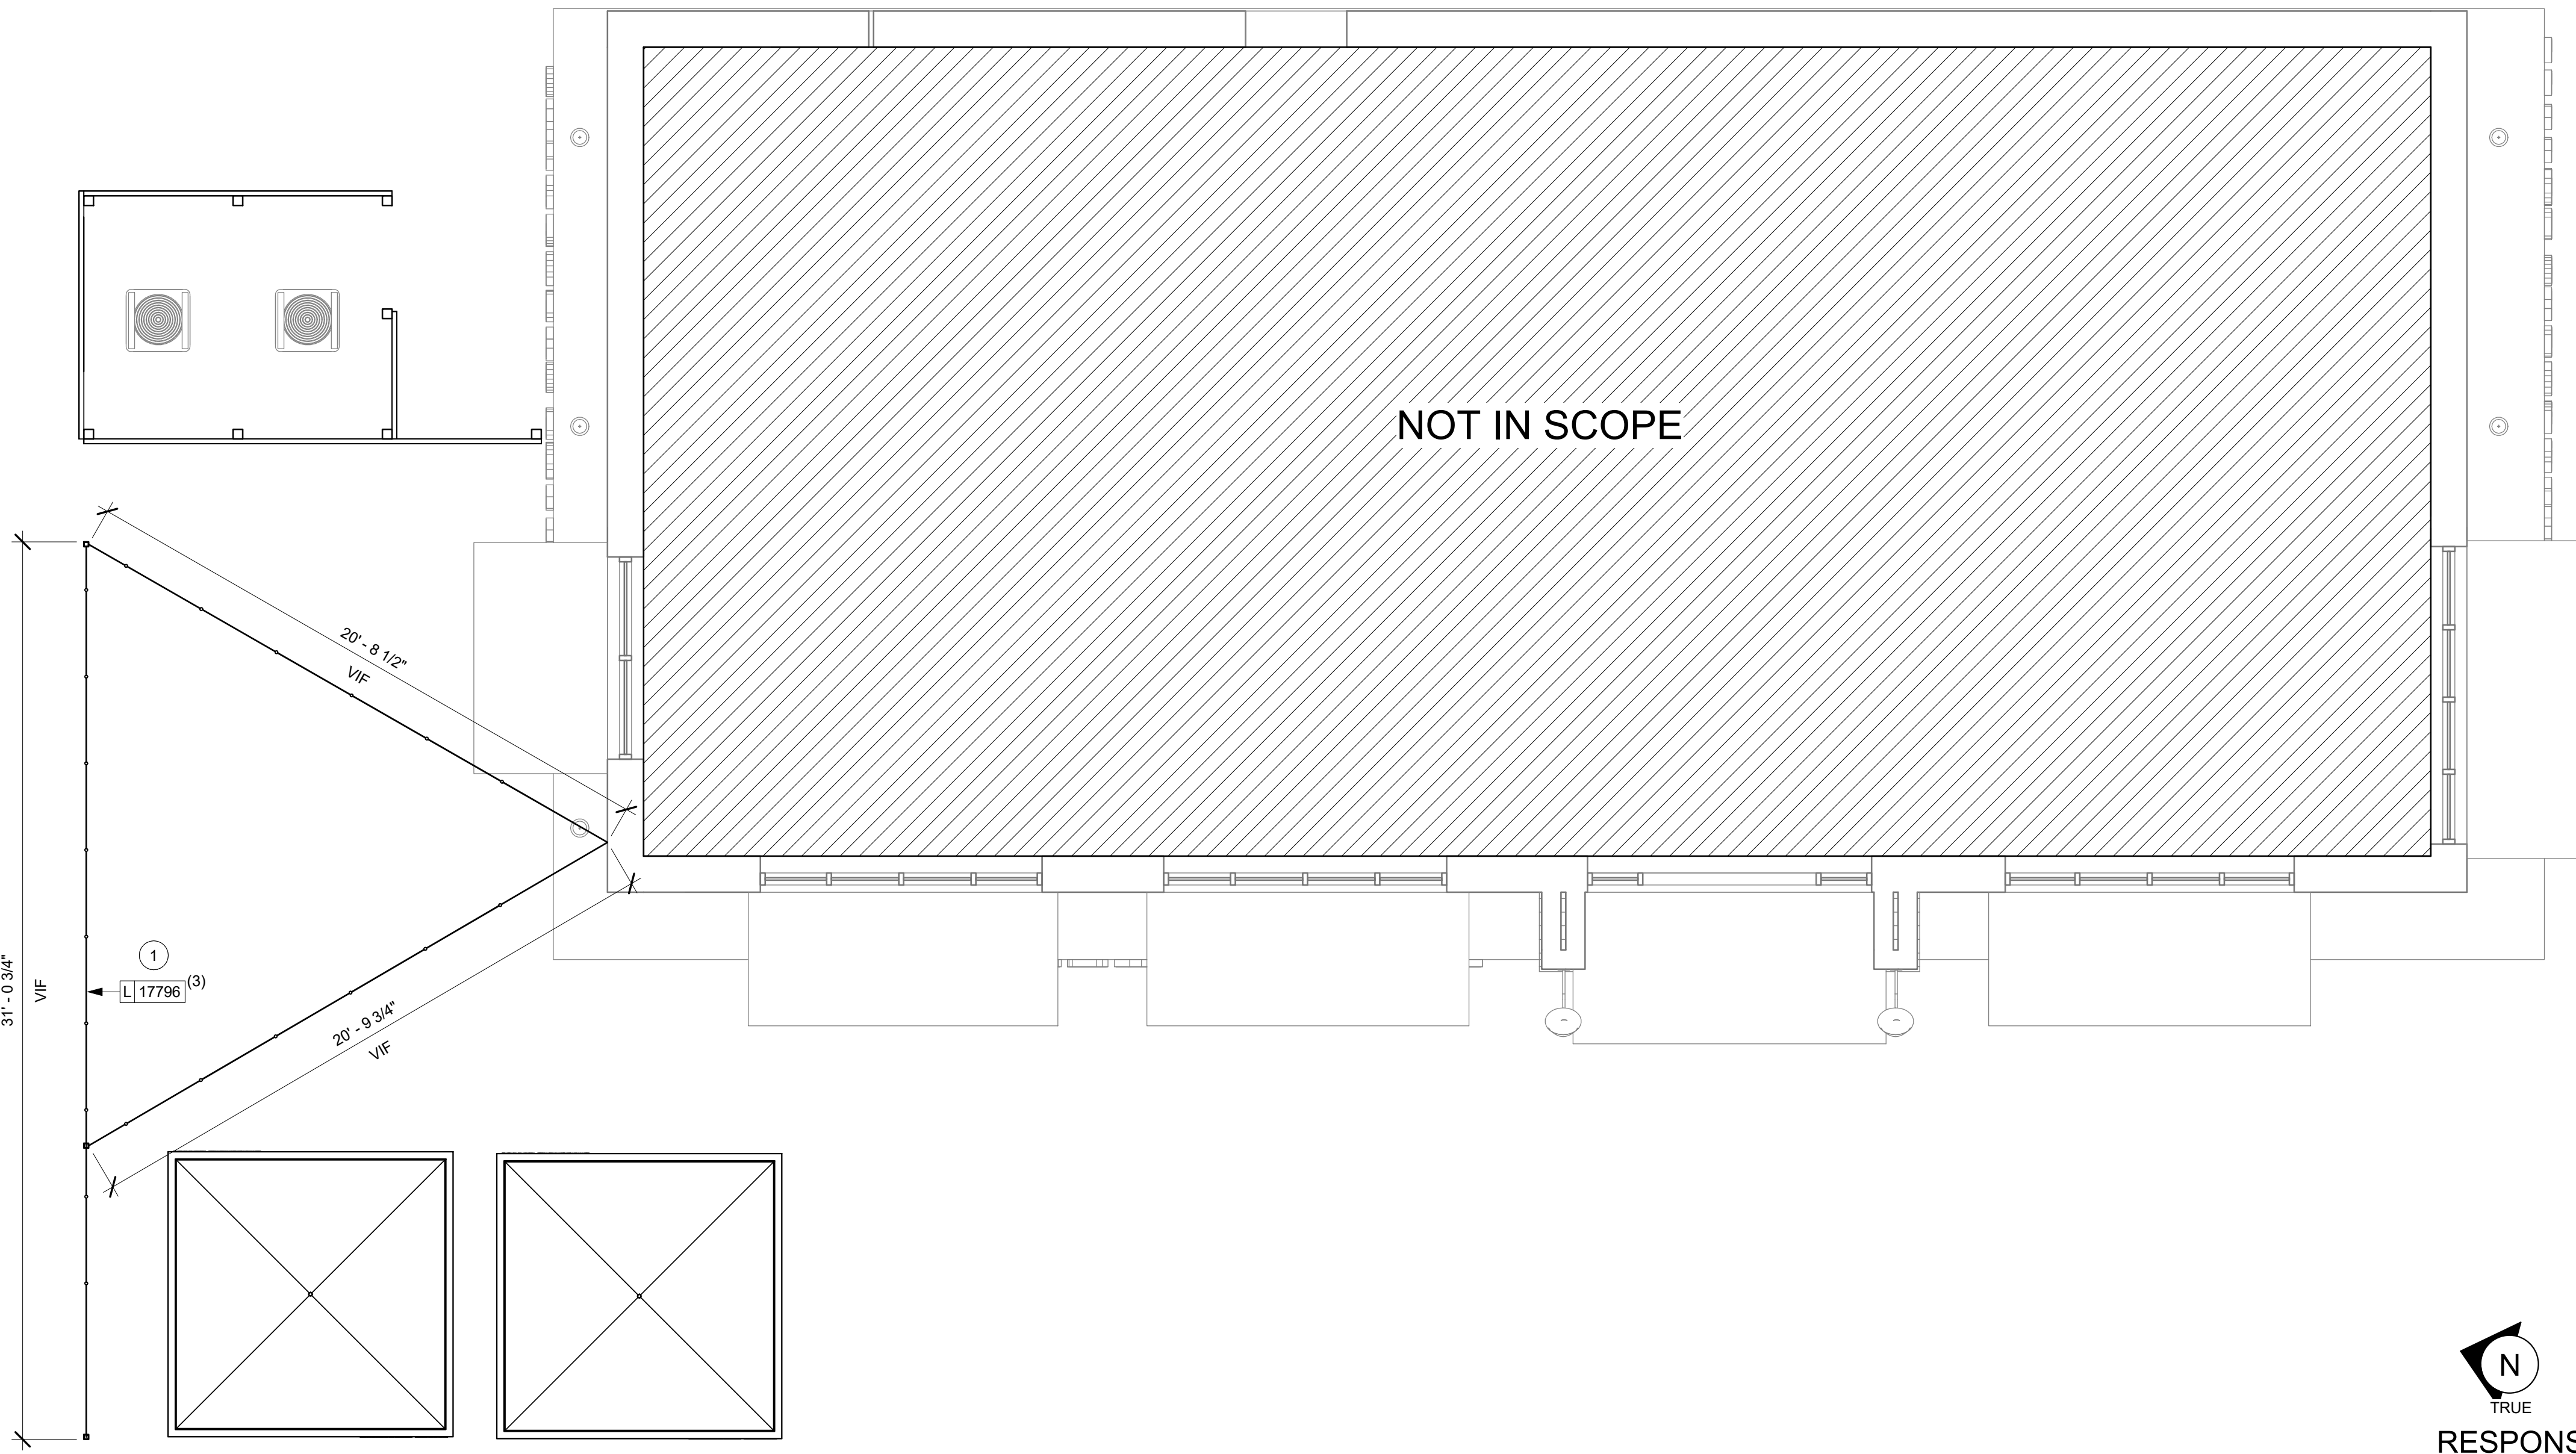 NOT IN SCOPE
20' - 8 1/2"
VIF
31' - 0 3/4"
VIF
1
L 17796 (3)
20' - 9 3/4"
VIF
N
TRUE
RESPONS